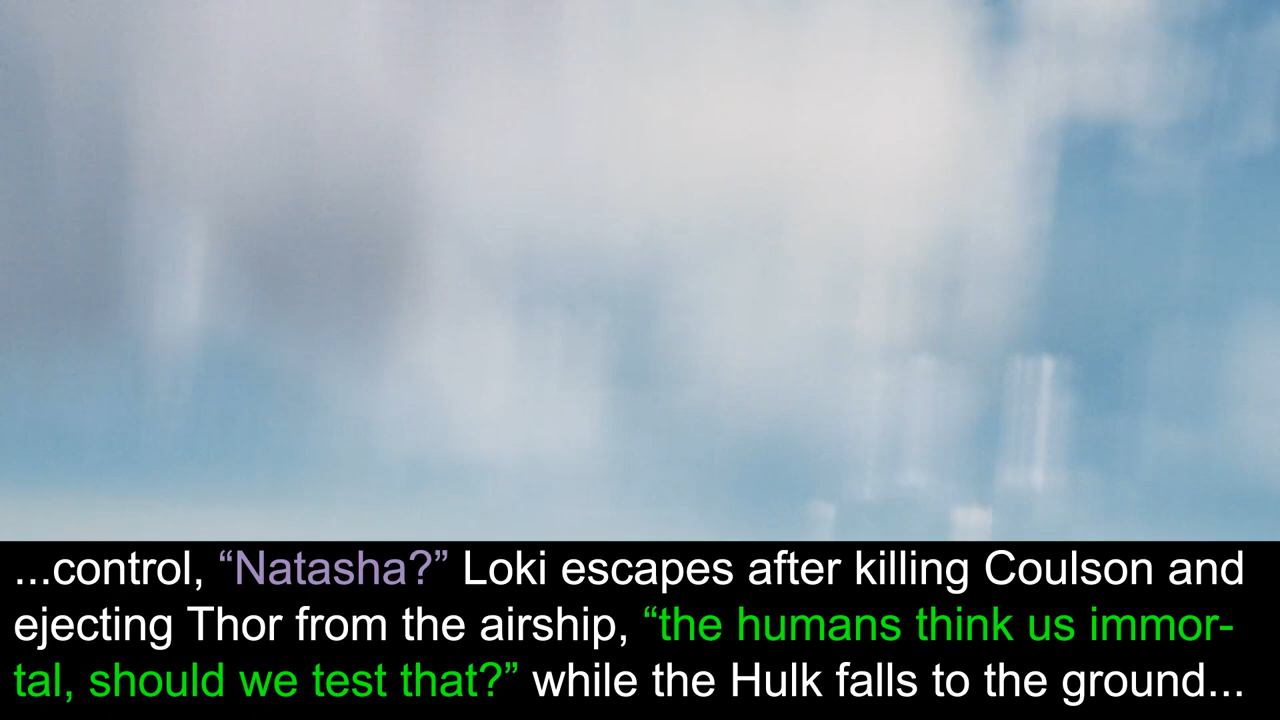 ...control, “Natasha?” Loki escapes after killing Coulson and
ejecting Thor from the airship, “the humans think us immor-
tal, should we test that?” while the Hulk falls to the ground...